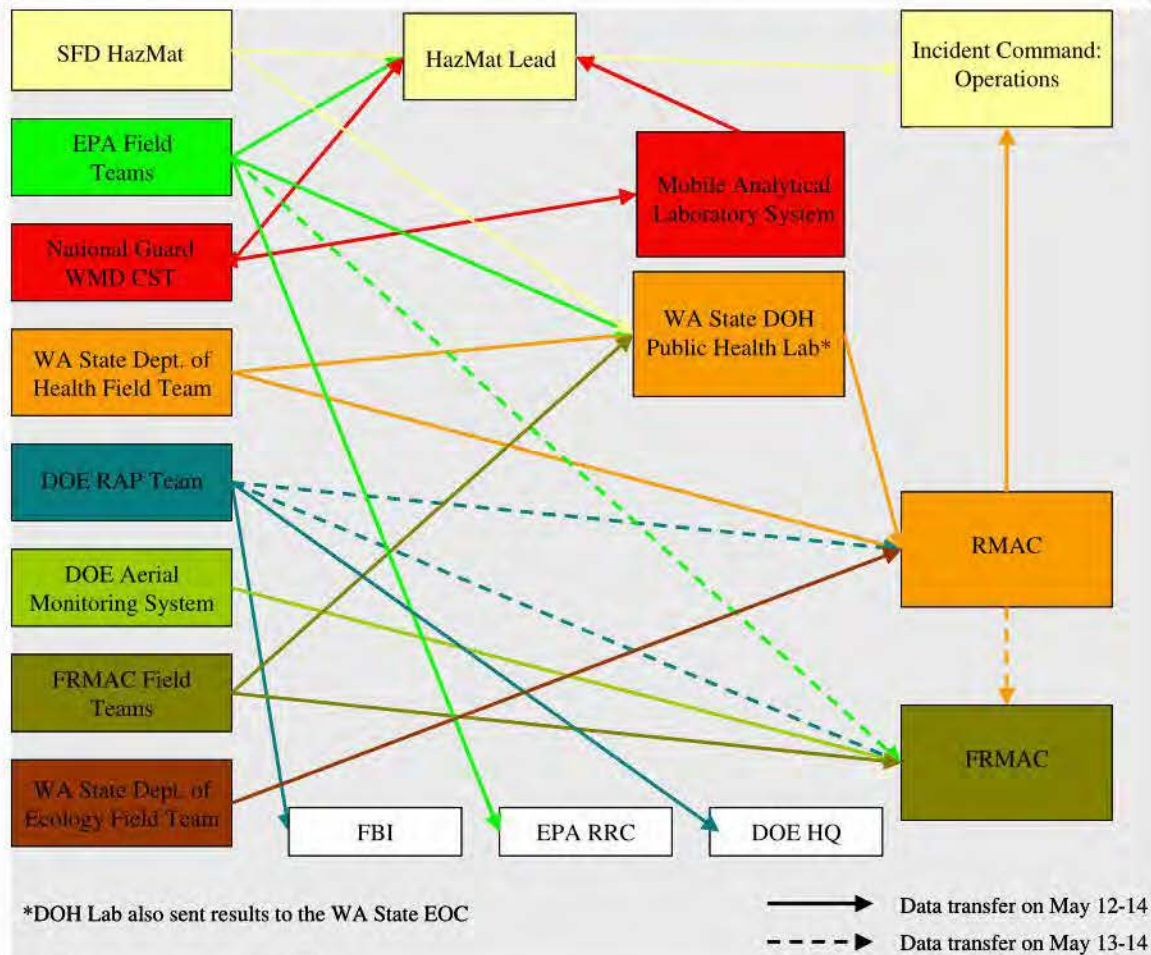 SFD HazMat
HazMat Lead
Incident Command:
Operations
EPA Field
Teams
Mobile Analytical
Laboratory System
National Guard
WMD CST
WA State DOH
Public Health Lab*
WA State Dept. of
Health Field Team
DOE RAP Team
RMAC
DOE Aerial
Monitoring System
FRMAC Field
Teams
FRMAC
WA State Dept. of
Ecology Field Team
FBI
EPA RRC
DOE HQ
*DOH Lab also sent results to the WA State EOC
Data transfer on May 12-14
Data transfer on May 13-14